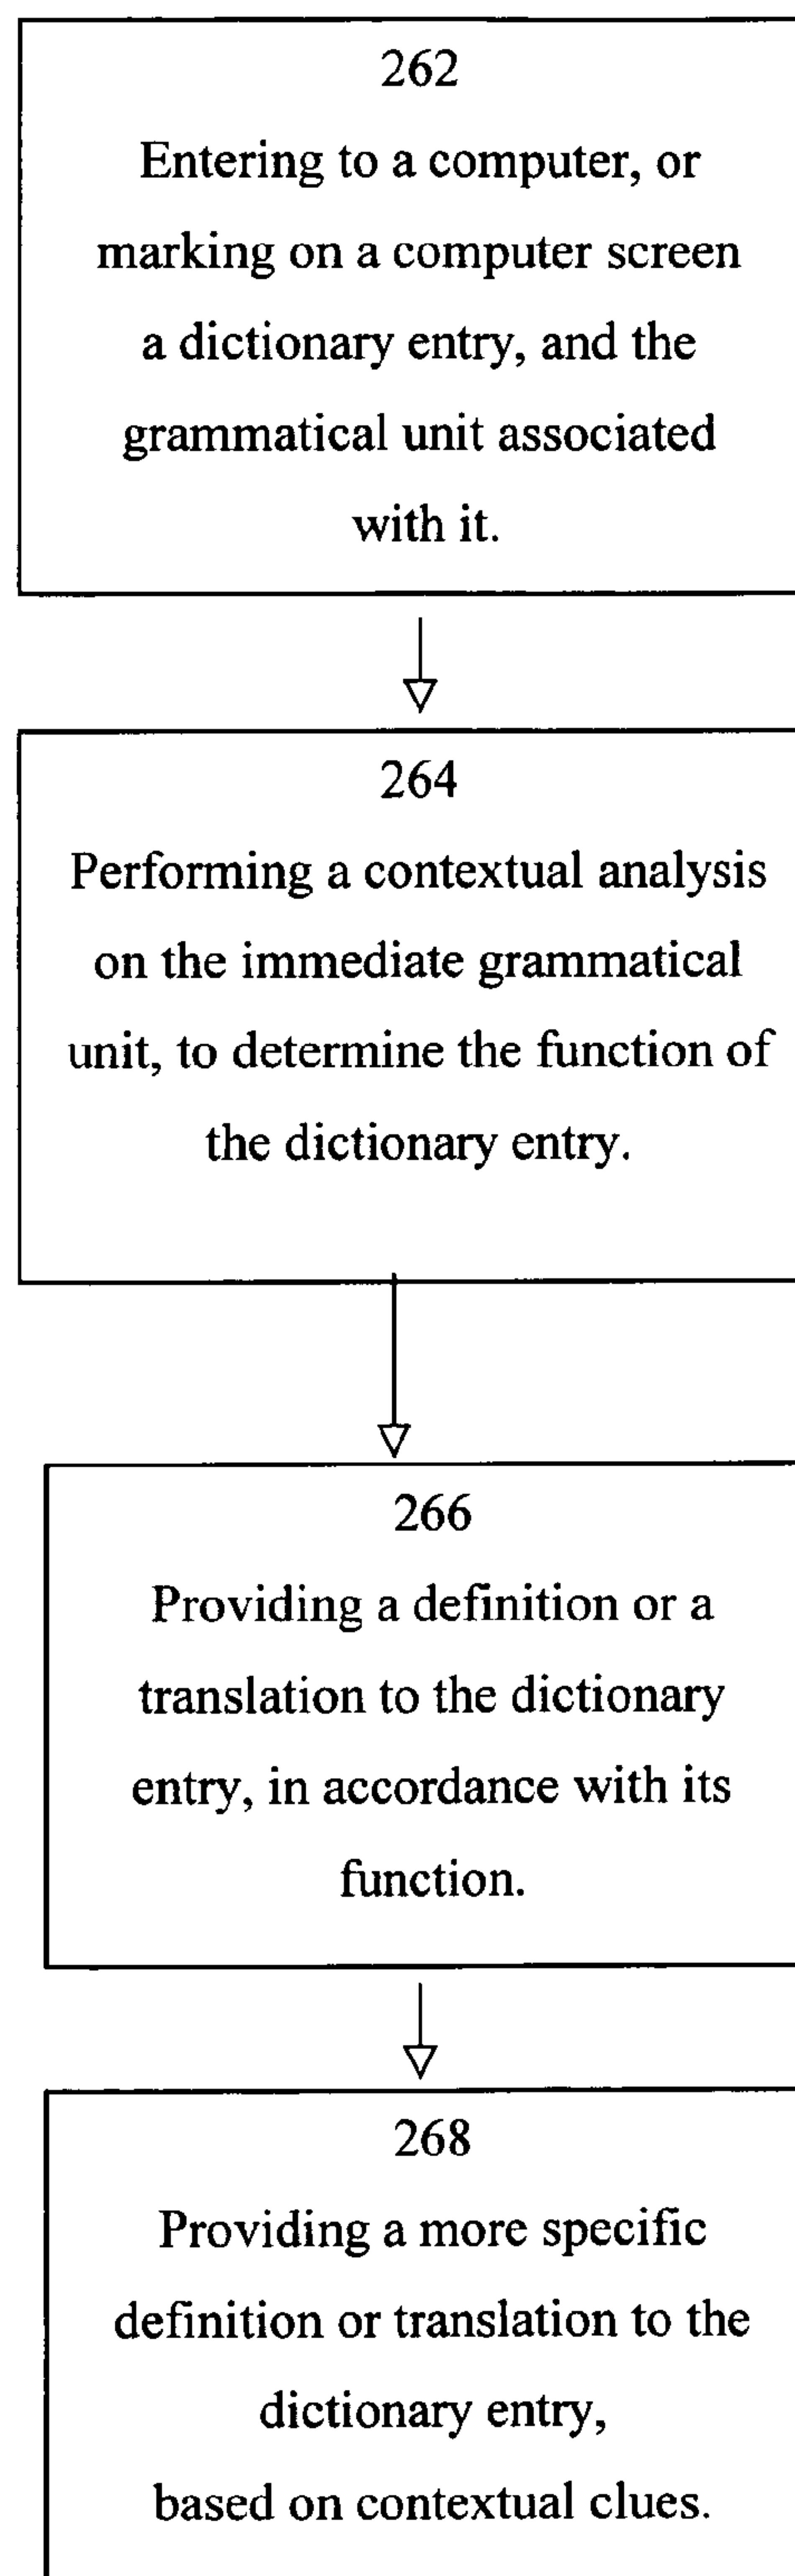 262
Entering to a computer, or
marking on a computer screen
a dictionary entry, and the
grammatical unit associated
with it.
264
Performing a contextual analysis
on the immediate grammatical
unit, to determine the function of
the dictionary entry.
266
Providing a definition or a
translation to the dictionary
entry, in accordance with its
function.
268
Providing a more specific
definition or translation to the
dictionary entry,
based on contextual clues.